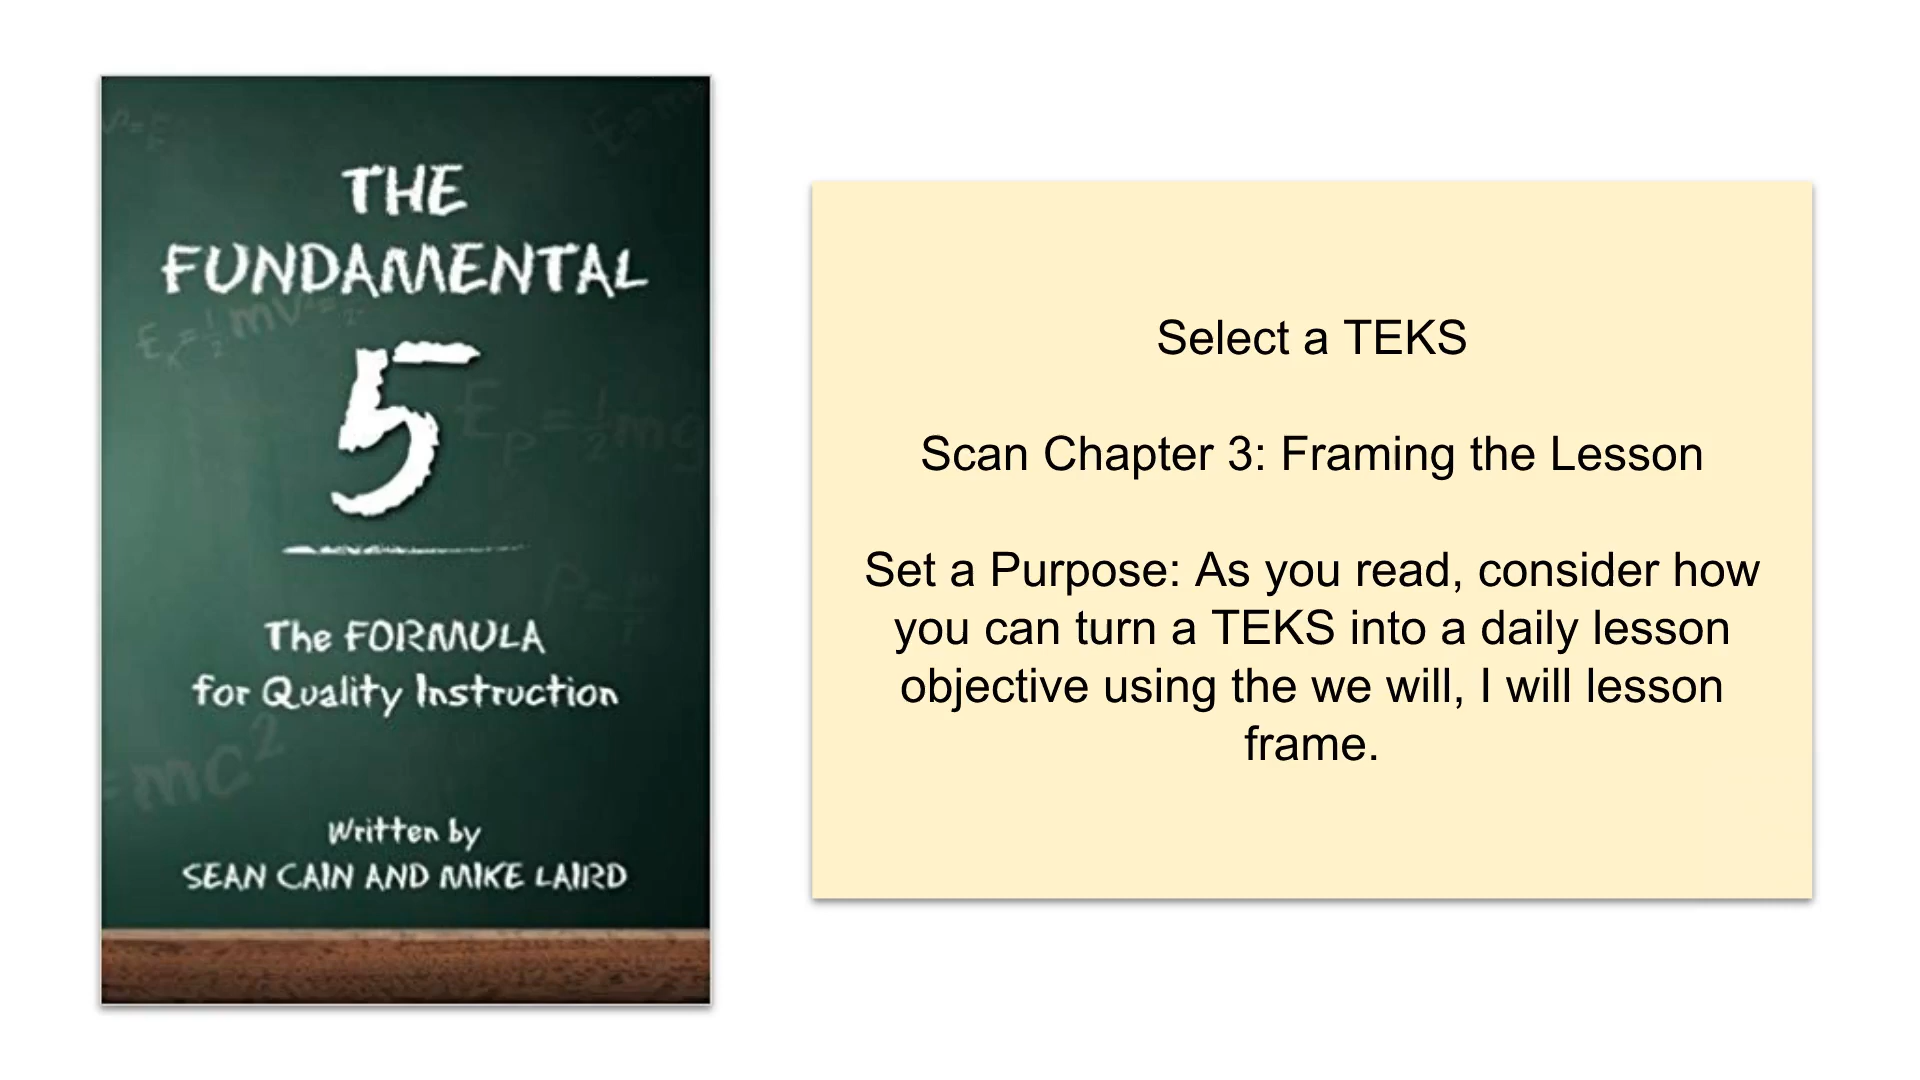 THE
FUNDAMENTAL
5
The FORMULA
for Quality Instruction
Written by
SEAN CAIN AND MIKE LAIRD
Select a TEKS
Scan Chapter 3: Framing the Lesson
Set a Purpose: As you read, consider how
you can turn a TEKS into a daily lesson
objective using the we will, I will lesson
frame.